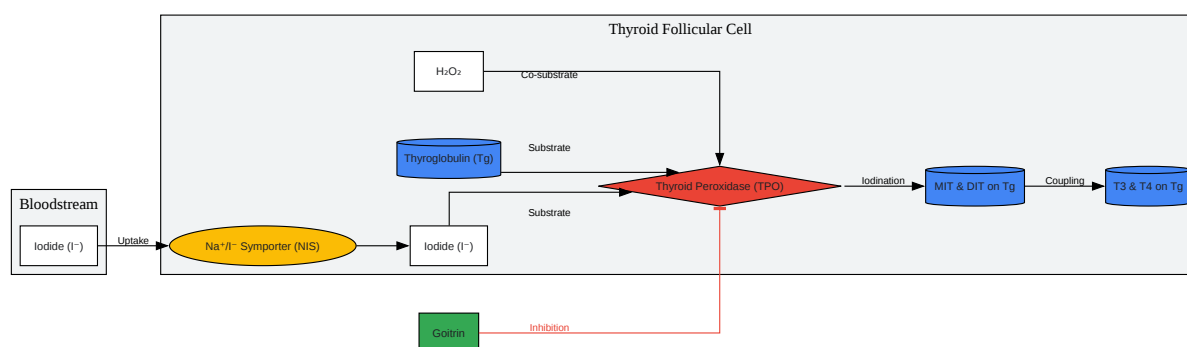 Thyroid Follicular Cell
H₂O₂
Co-substrate
Thyroglobulin (Tg)
Substrate
Thyroid Peroxidase (TPO)
Iodination
MIT & DIT on Tg
Coupling
T3 & T4 on Tg
Bloodstream
Iodide (I⁻)
Uptake
Na⁺/I⁻ Symporter (NIS)
Iodide (I⁻)
Substrate
Goitrin
Inhibition